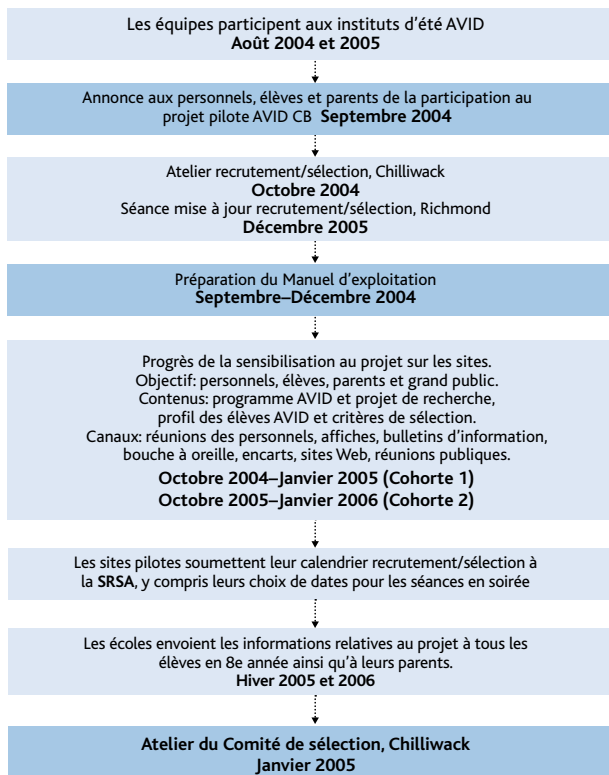 Les équipes participent aux instituts d'été AVID
Août 2004 et 2005
Annonce aux personnels, élèves et parents de la participation au
projet pilote AVID CB Septembre 2004
Atelier recrutement/sélection, Chilliwack
Octobre 2004
Séance mise à jour recrutement/sélection, Richmond
Décembre 2005
Préparation du Manuel d'exploitation
Septembre–Décembre 2004
Progrès de la sensibilisation au projet sur les sites.
Objectif: personnels, élèves, parents et grand public.
Contenus: programme AVID et projet de recherche,
profil des élèves AVID et critères de sélection.
Canaux: réunions des personnels, affiches, bulletins d'information,
bouche à oreille, encarts, sites Web, réunions publiques.
Octobre 2004–Janvier 2005 (Cohorte 1)
Octobre 2005–Janvier 2006 (Cohorte 2)
Les sites pilotes soumettent leur calendrier recrutement/sélection à
la SRSA, y compris leurs choix de dates pour les séances en soirée
Les écoles envoient les informations relatives au projet à tous les
élèves en 8e année ainsi qu'à leurs parents.
Hiver 2005 et 2006
Atelier du Comité de sélection, Chilliwack
Janvier 2005